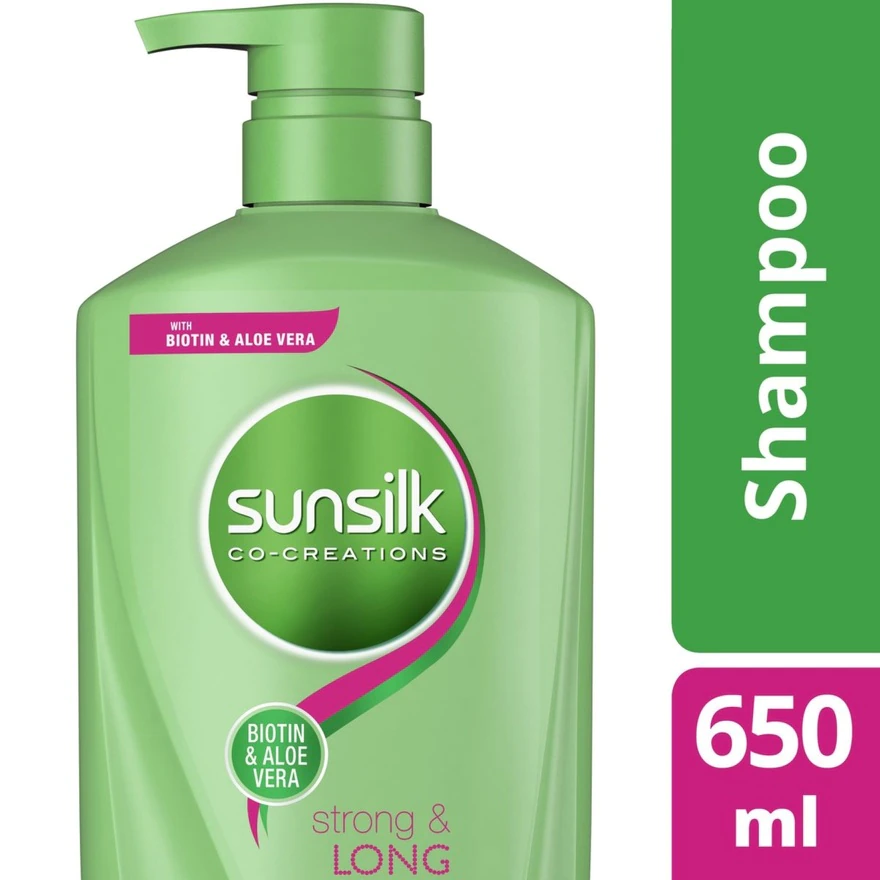 WITH
BIOTIN & ALOE VERA
sunsilk
CO-CREATIONS
BIOTIN
& ALOE
VERA
strong &
LONG
Shampoo
650
ml